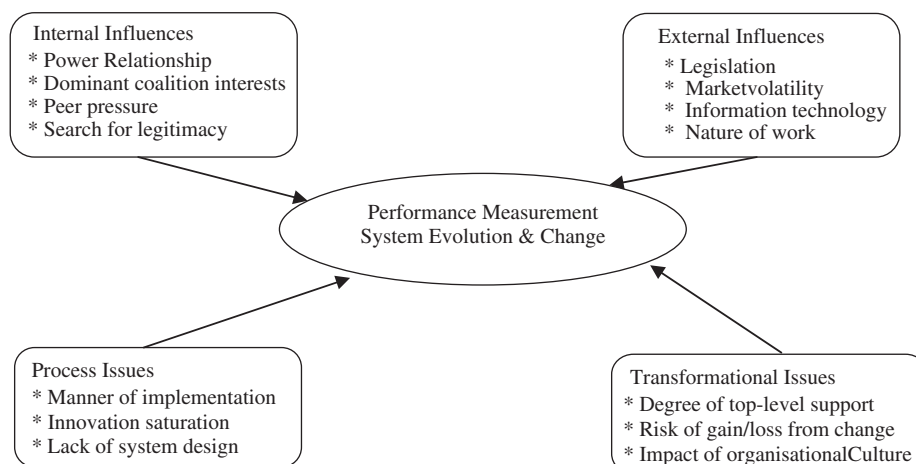 Internal Influences
* Power Relationship
* Dominant coalition interests
* Peer pressure
* Search for legitimacy
External Influences
* Legislation
* Marketvolatility
* Information technology
* Nature of work
Performance Measurement
System Evolution & Change
Process Issues
* Manner of implementation
* Innovation saturation
* Lack of system design
Transformational Issues
* Degree of top-level support
* Risk of gain/loss from change
* Impact of organisationalCulture